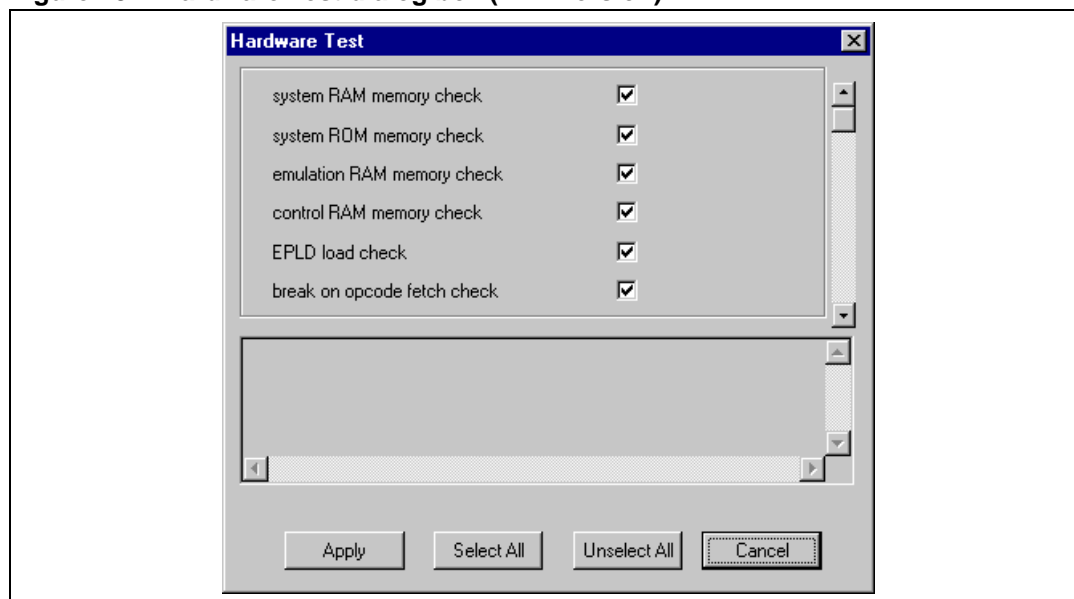 Hardware Test
system RAM memory check
system ROM memory check
emulation RAM memory check
control RAM memory check
EPLD load check
break on opcode fetch check
Apply Select All Unselect All Cancel